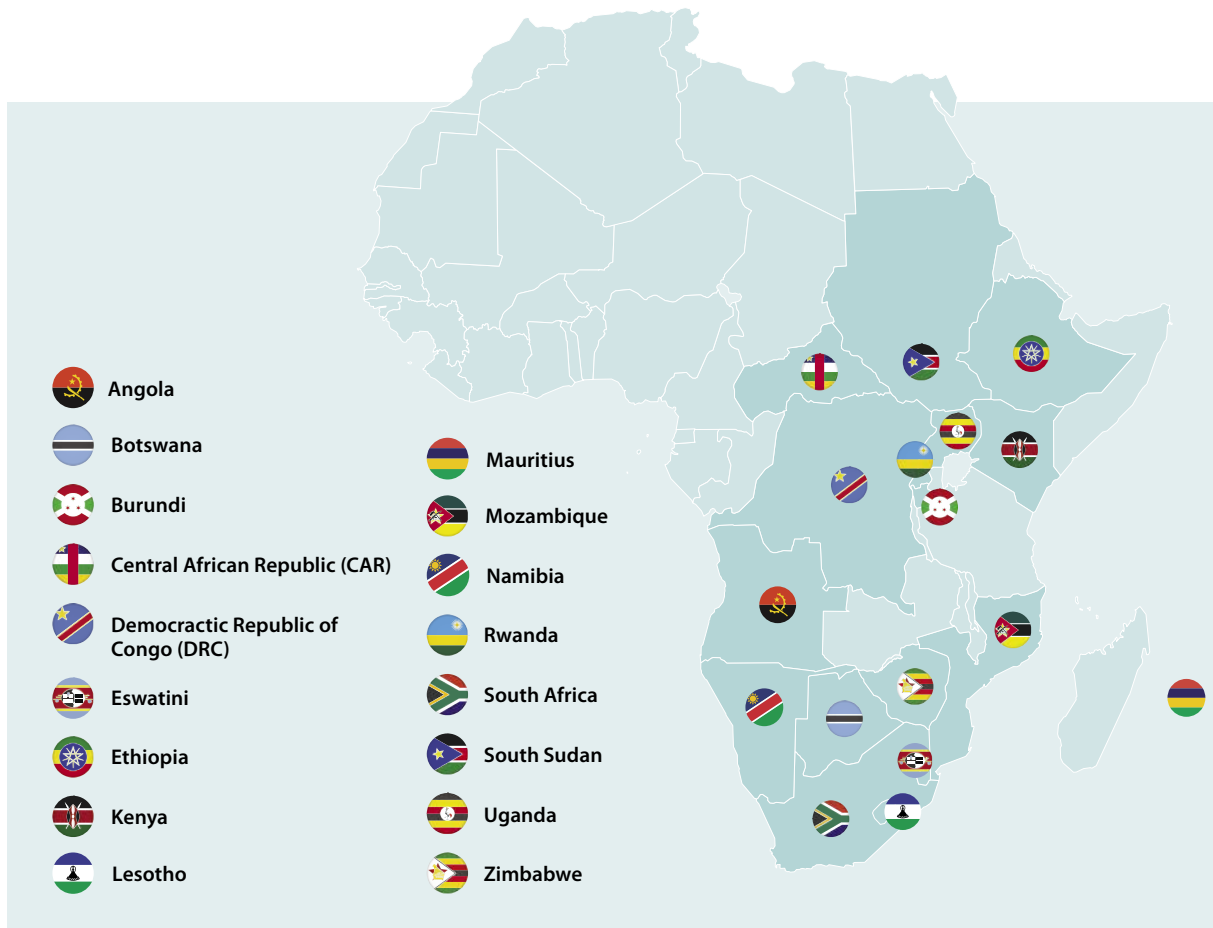 Angola
Botswana
Burundi
Central African Republic (CAR)
Democractic Republic of
Congo (DRC)
Eswatini
Ethiopia
Kenya
Lesotho
Mauritius
Mozambique
Namibia
Rwanda
South Africa
South Sudan
Uganda
Zimbabwe